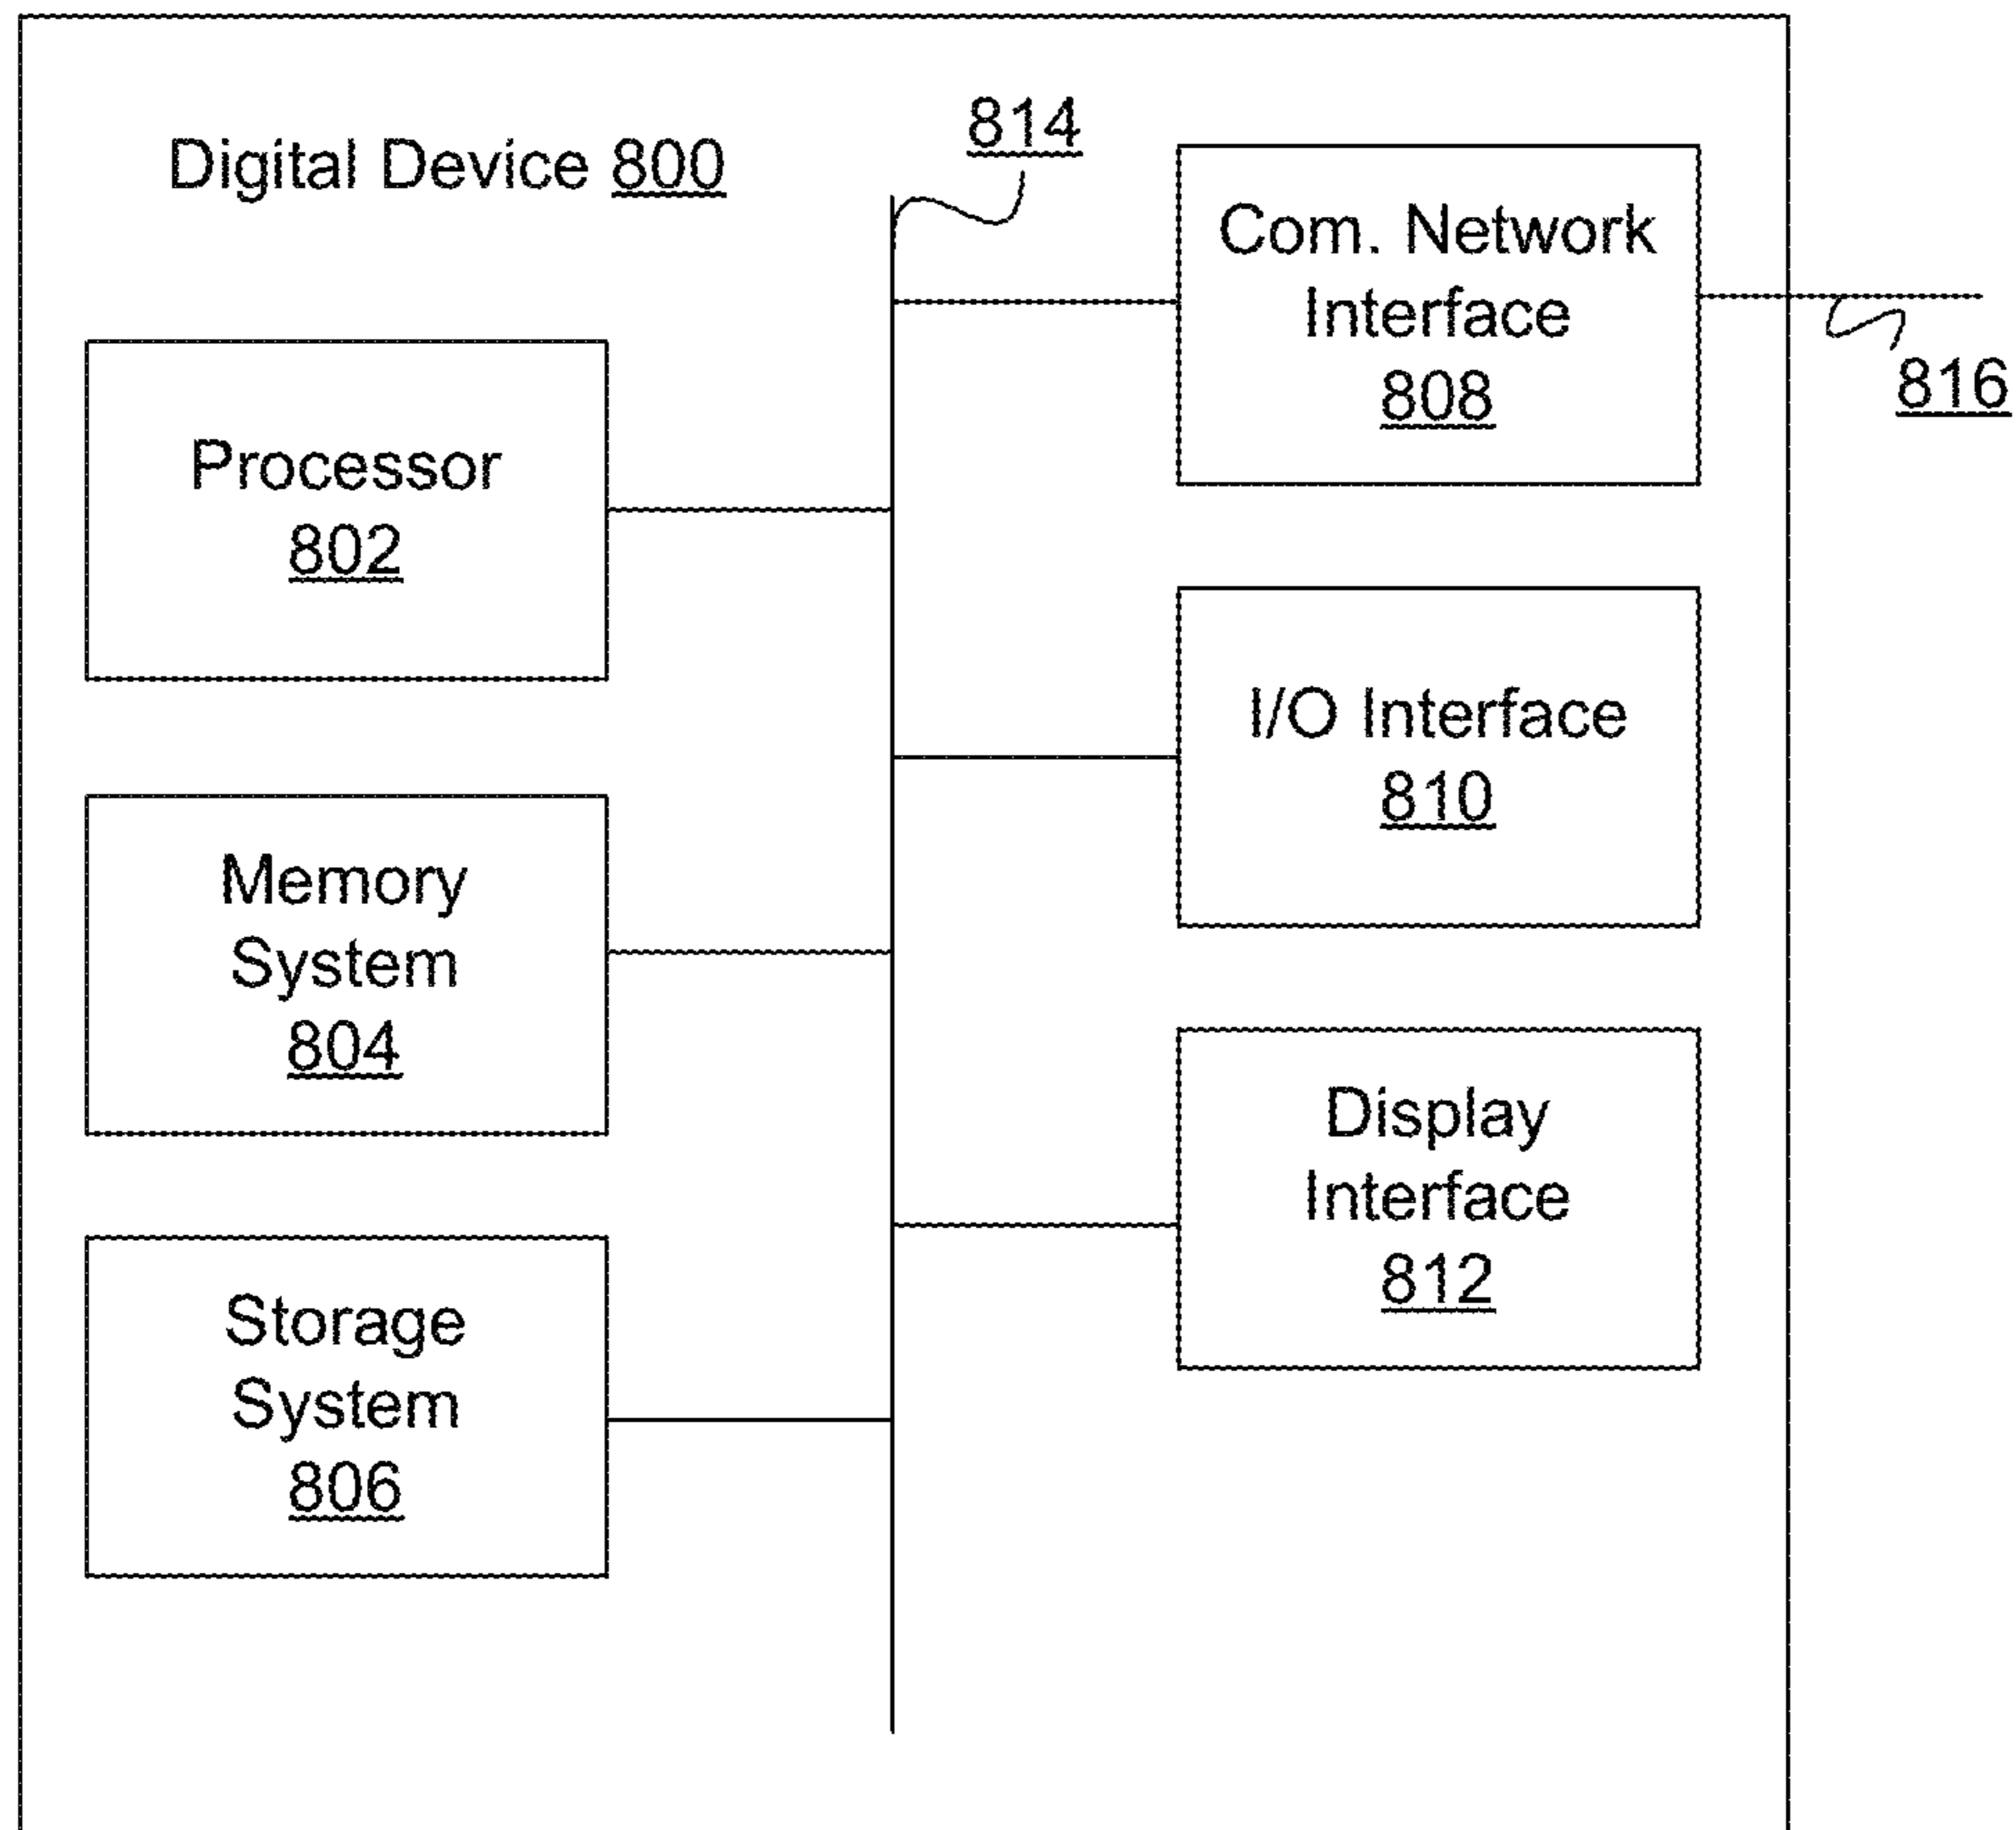 Digital Device 800
814
Com. Network
Interface
808
816
Processor
802
I/O Interface
810
Memory
System
804
Display
Interface
812
Storage
System
806